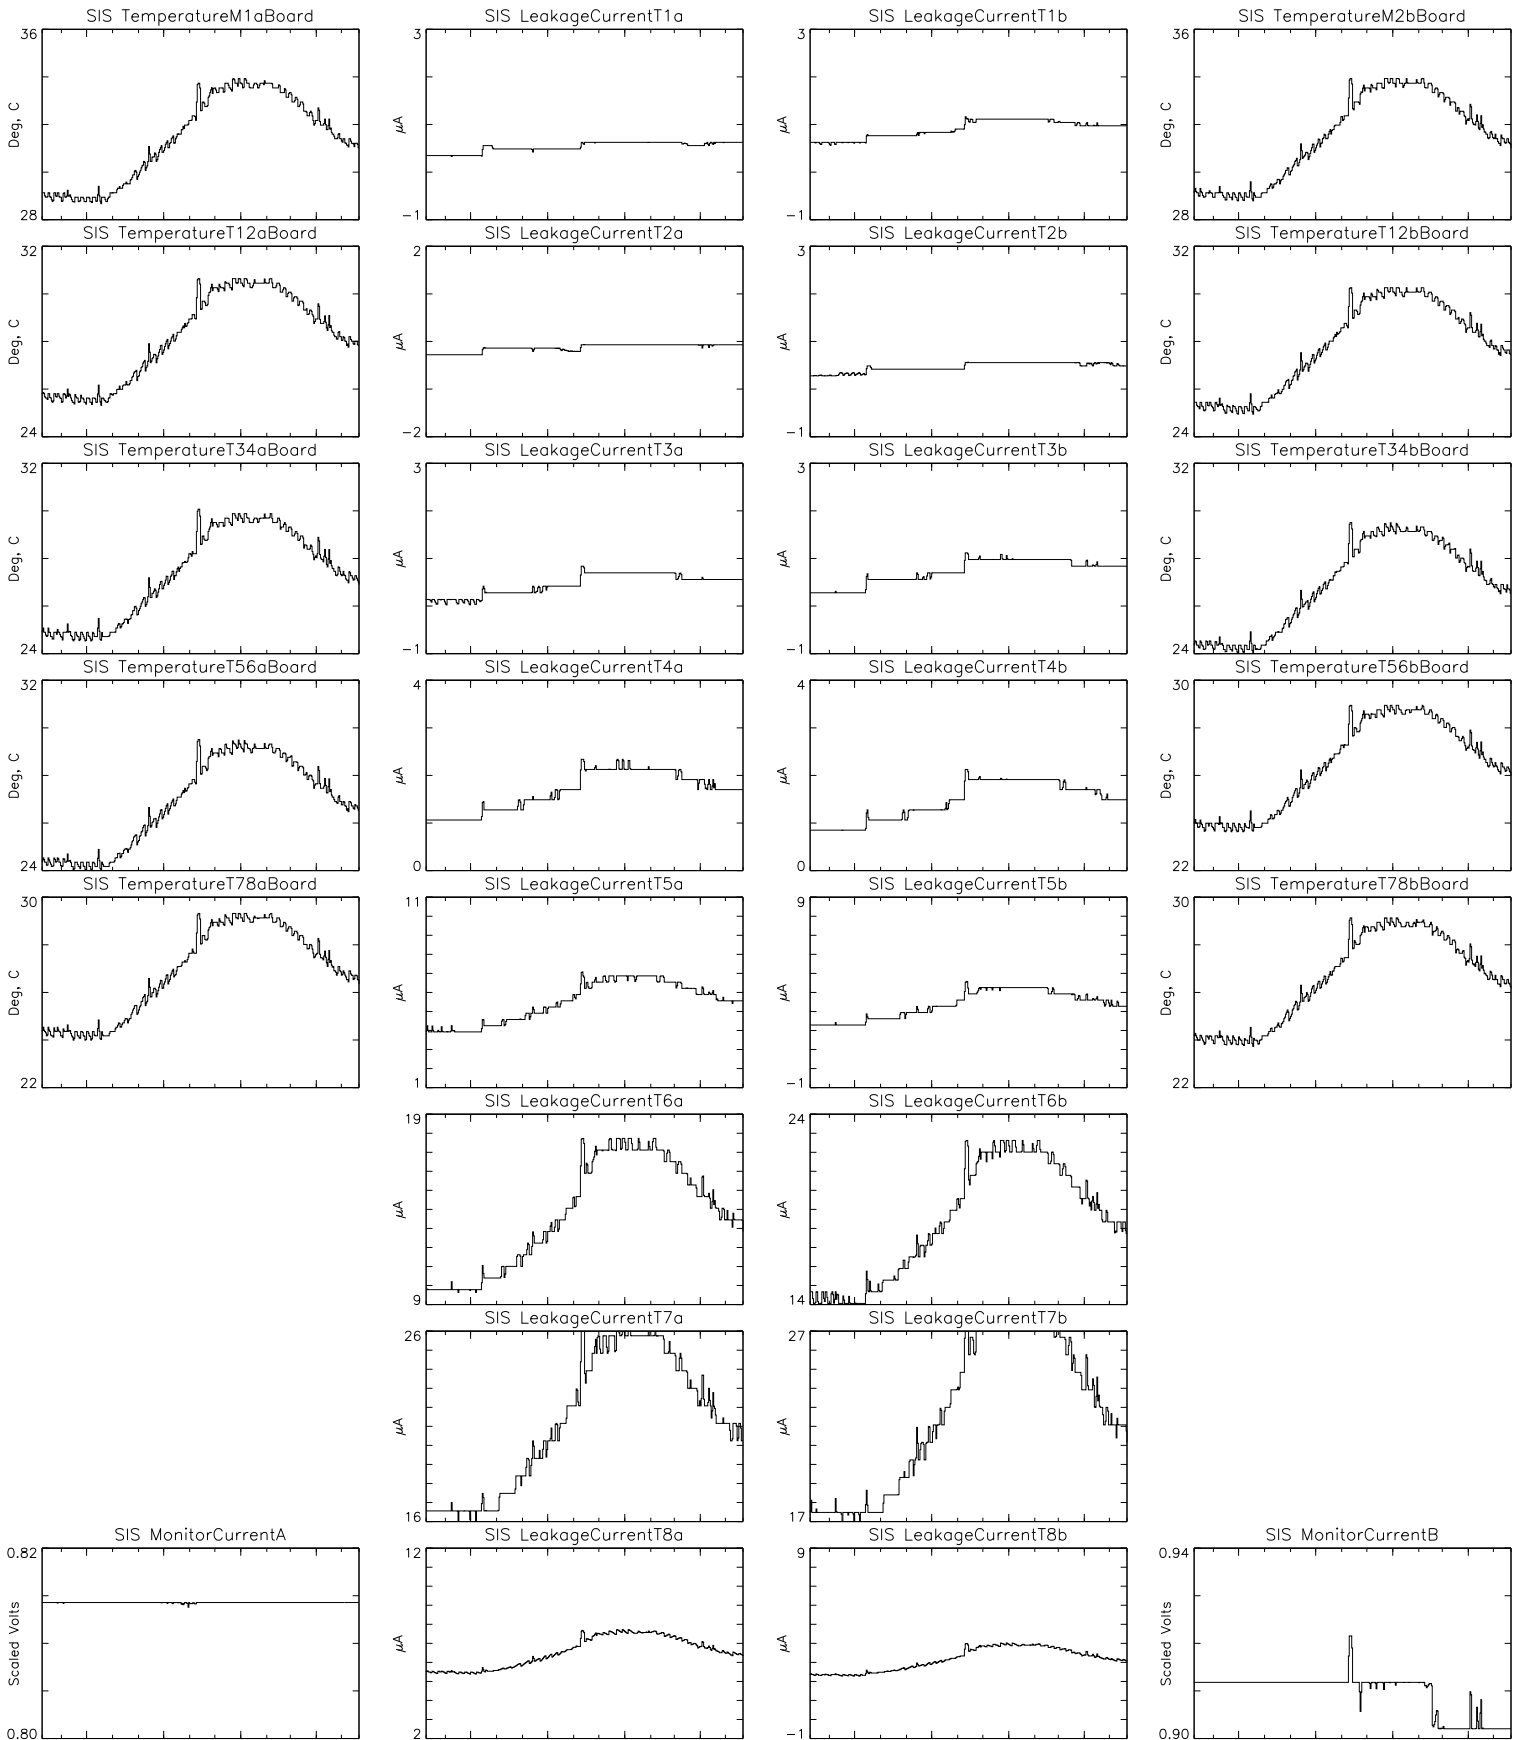 SIS TemperatureM1aBoard
36
Deg, C
28
SIS LeakageCurrentT1a
3
μA
−1
SIS LeakageCurrentT1b
3
μA
−1
SIS TemperatureM2bBoard
36
Deg, C
28
SIS TemperatureT12aBoard
32
Deg, C
24
SIS LeakageCurrentT2a
2
μA
−2
SIS LeakageCurrentT2b
3
μA
−1
SIS TemperatureT12bBoard
32
Deg, C
24
SIS TemperatureT34aBoard
32
Deg, C
24
SIS LeakageCurrentT3a
3
μA
−1
SIS LeakageCurrentT3b
3
μA
−1
SIS TemperatureT34bBoard
32
Deg, C
24
SIS TemperatureT56aBoard
32
Deg, C
24
SIS LeakageCurrentT4a
4
μA
0
SIS LeakageCurrentT4b
4
μA
0
SIS TemperatureT56bBoard
30
Deg, C
22
SIS TemperatureT78aBoard
30
Deg, C
22
SIS LeakageCurrentT5a
11
μA
1
SIS LeakageCurrentT5b
9
μA
−1
SIS TemperatureT78bBoard
30
Deg, C
22
SIS LeakageCurrentT6a
19
μA
9
SIS LeakageCurrentT6b
24
μA
14
SIS LeakageCurrentT7a
26
μA
16
SIS LeakageCurrentT7b
27
μA
17
SIS MonitorCurrentA
0.82
Scaled Volts
0.80
SIS LeakageCurrentT8a
12
μA
2
SIS LeakageCurrentT8b
9
μA
−1
SIS MonitorCurrentB
0.94
Scaled Volts
0.90